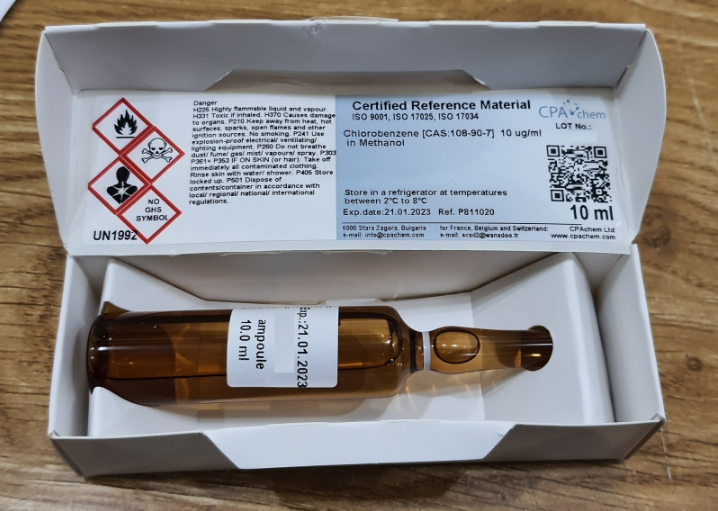 Danger
H225 Highly flammable liquid and vapour.
H331 Toxic if inhaled. H370 Causes damage
to organs. P210 Keep away from heat, hot
surfaces, sparks, open flames and other
ignition sources. No smoking. P241 Use
explosion-proof electrical/ ventilating/
lighting equipment. P260 Do not breathe
dust/ fume/ gas/ mist/ vapours/ spray. P303
P361+ P353 IF ON SKIN (or hair): Take off
immediately all contaminated clothing.
Rinse skin with water/ shower. P405 Store
locked up. P501 Dispose of
contents/container in accordance with
local/ regional/ national/ international
regulations.
NO
GHS
SYMBOL
UN1992
Certified Reference Material
ISO 9001, ISO 17025, ISO 17034
CPAchem
LOT No.:
Chlorobenzene [CAS:108-90-7] 10 ug/ml
in Methanol
Store in a refrigerator at temperatures
between 2°C to 8°C
Exp.date:21.01.2023 Ref. P811020
10 ml
6000 Stara Zagora, Bulgaria
e-mail: info@cpachem.com
for France, Belgium and Switzerland:
e-mail: acsd2@wanadoo.fr
CPAchem Ltd
www.cpachem.com
Exp.:21.01.2023
ampoule
10.0 ml